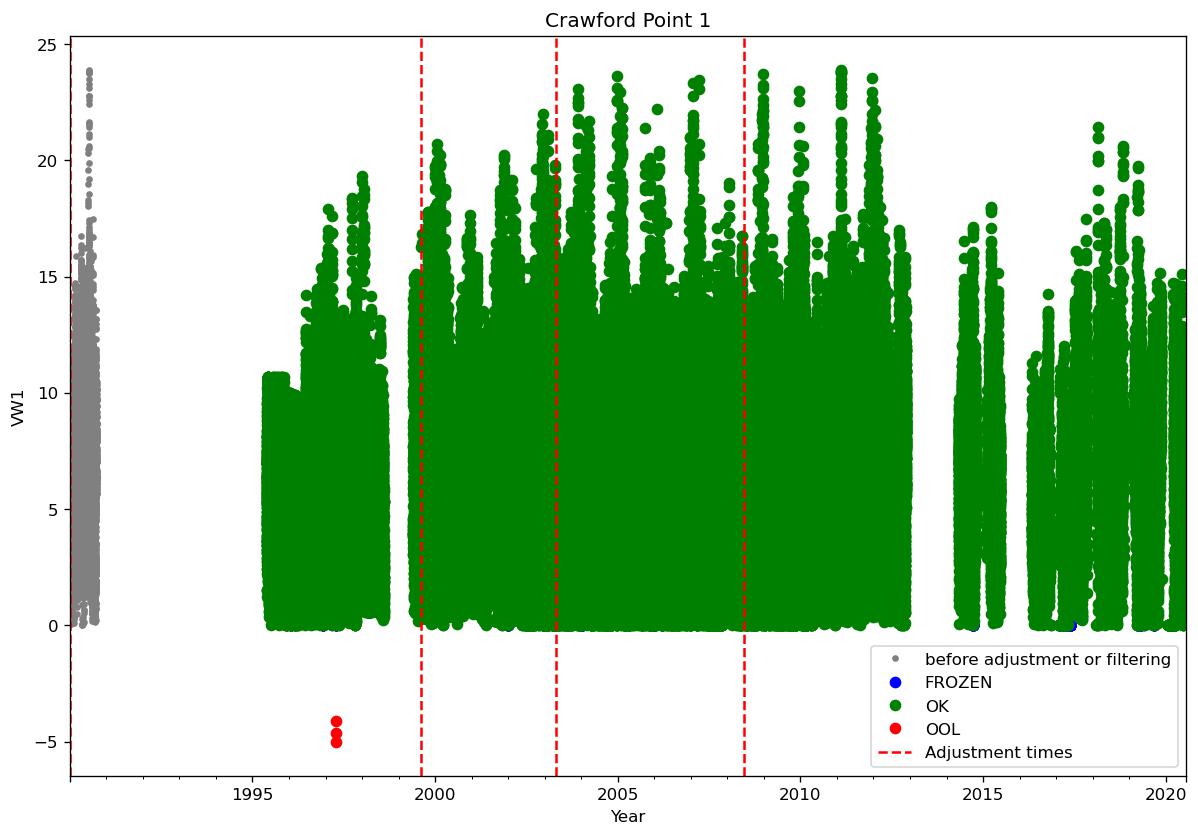 Crawford Point 1
25
20
15
10
5
0
−5
VW1
before adjustment or filtering
FROZEN
OK
OOL
Adjustment times
1995
2000
2005
2010
2015
2020
Year